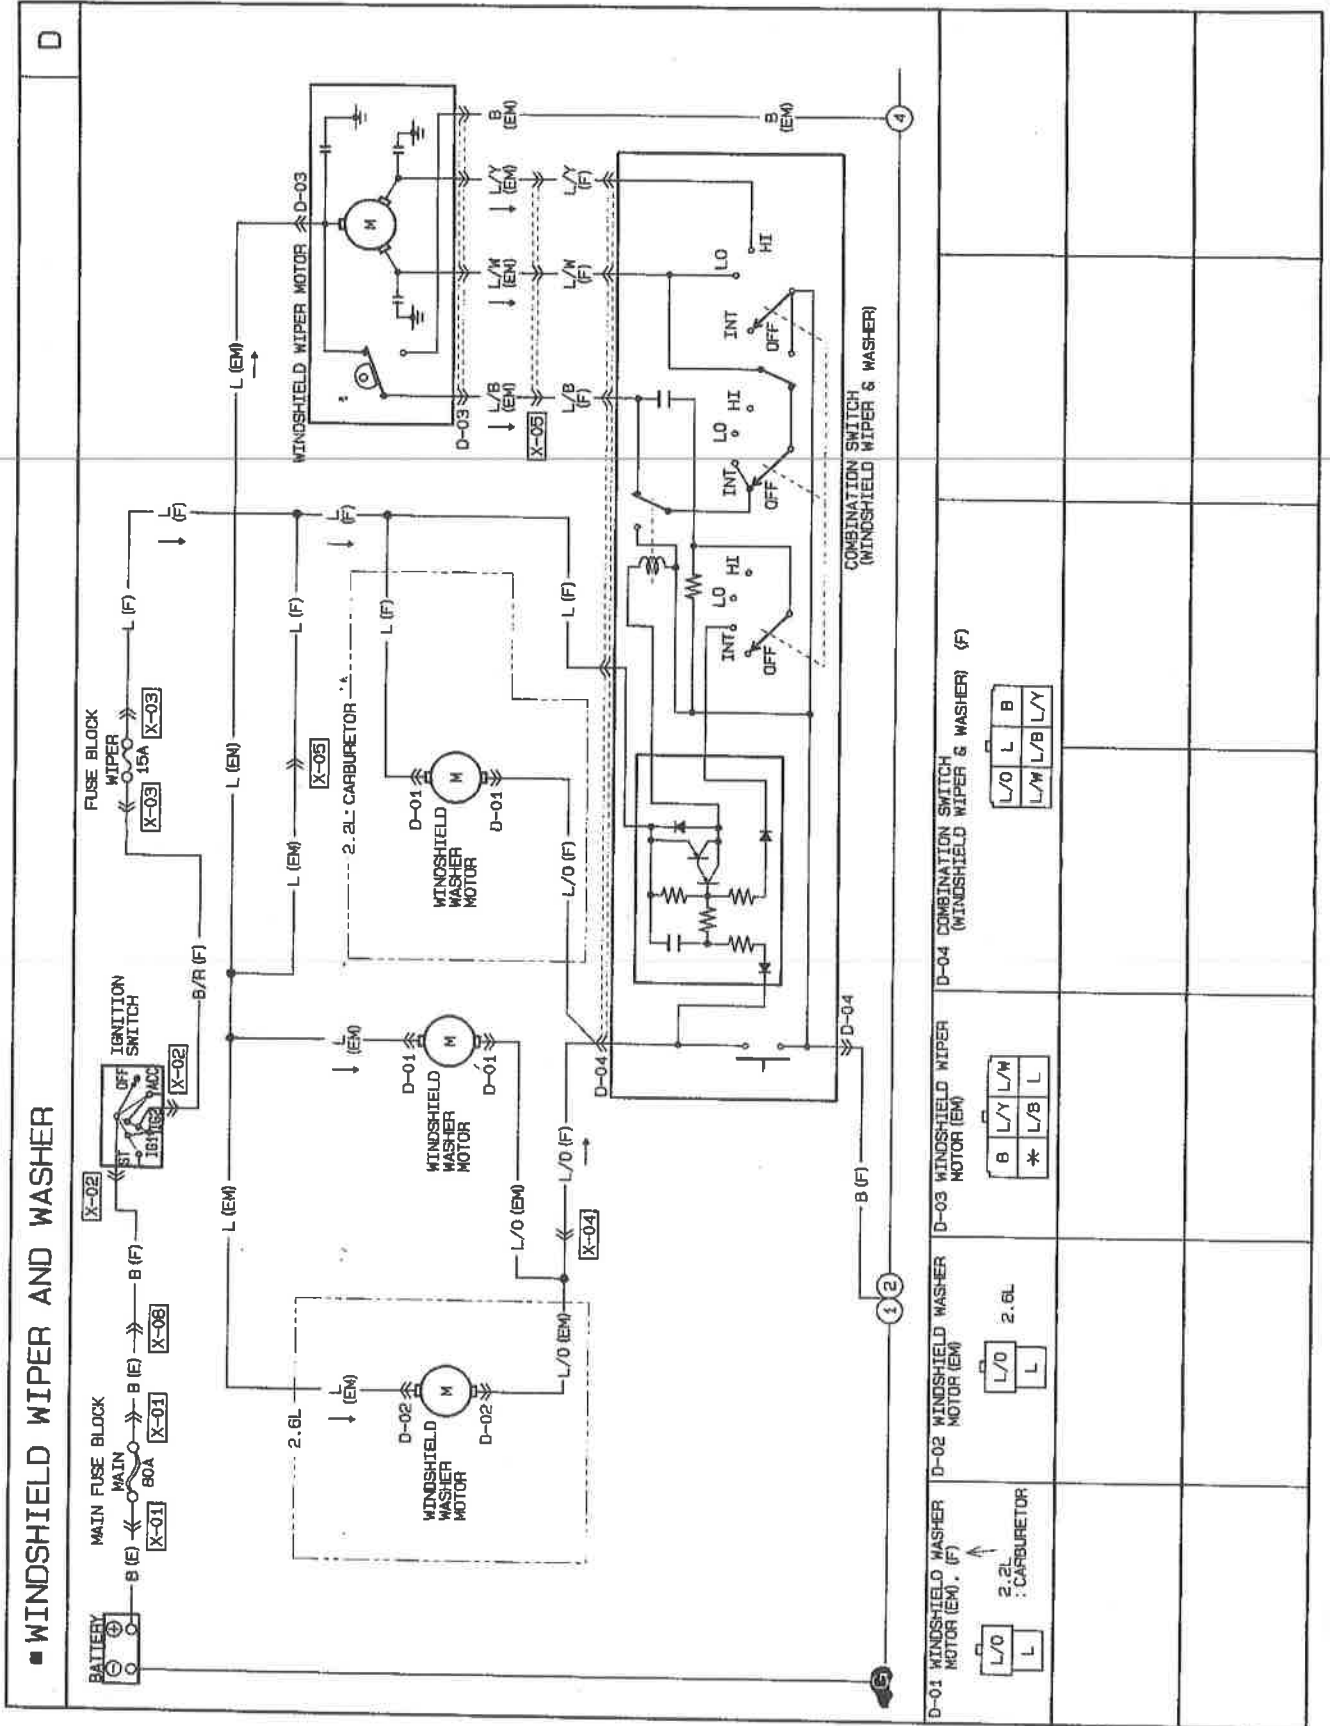 WINDSHIELD WIPER AND WASHER
D
BATTERY
MAIN FUSE BLOCK
MAIN
80A
B (E)
X-01
X-01
B (E)
X-08
B (F)
X-02
IGNITION
SWITCH
ST
IG1
IG2
ACC
OFF
X-02
B/R (F)
FUSE BLOCK
WIPER
15A
X-03
X-03
L (F)
L
(F)
L (EM)
L (EM)
L (EM)
WINDSHIELD WIPER MOTOR
D-03
M
D-03
L (EM)
X-05
L (F)
L
(F)
L/B
(EM)
L/W
(EM)
L/Y
(EM)
B
(EM)
X-05
L/B
(F)
L/W
(F)
L/Y
(F)
B
(EM)
2.6L
L
(EM)
D-02
M
D-02
WINDSHIELD
WASHER
MOTOR
L/O (EM)
L
(EM)
D-01
M
D-01
WINDSHIELD
WASHER
MOTOR
L/O (EM)
X-04
L/O (F)
2.2L: CARBURETOR
L (F)
D-01
M
D-01
WINDSHIELD
WASHER
MOTOR
L/O (F)
L (F)
D-04
D-04
B (F)
OFF
INT
LO
HI
OFF
INT
LO
HI
OFF
INT
LO
HI
COMBINATION SWITCH
(WINDSHIELD WIPER & WASHER)
1
2
4
D-01 WINDSHIELD WASHER
MOTOR (EM), (F)
2.2L
: CARBURETOR
L/O
L
D-02 WINDSHIELD WASHER
MOTOR (EM)
L/O
L
2.6L
D-03 WINDSHIELD WIPER
MOTOR (EM)
B L/Y L/W
* L/B L
D-04 COMBINATION SWITCH
(WINDSHIELD WIPER & WASHER) (F)
L/O L B
L/W L/B L/Y